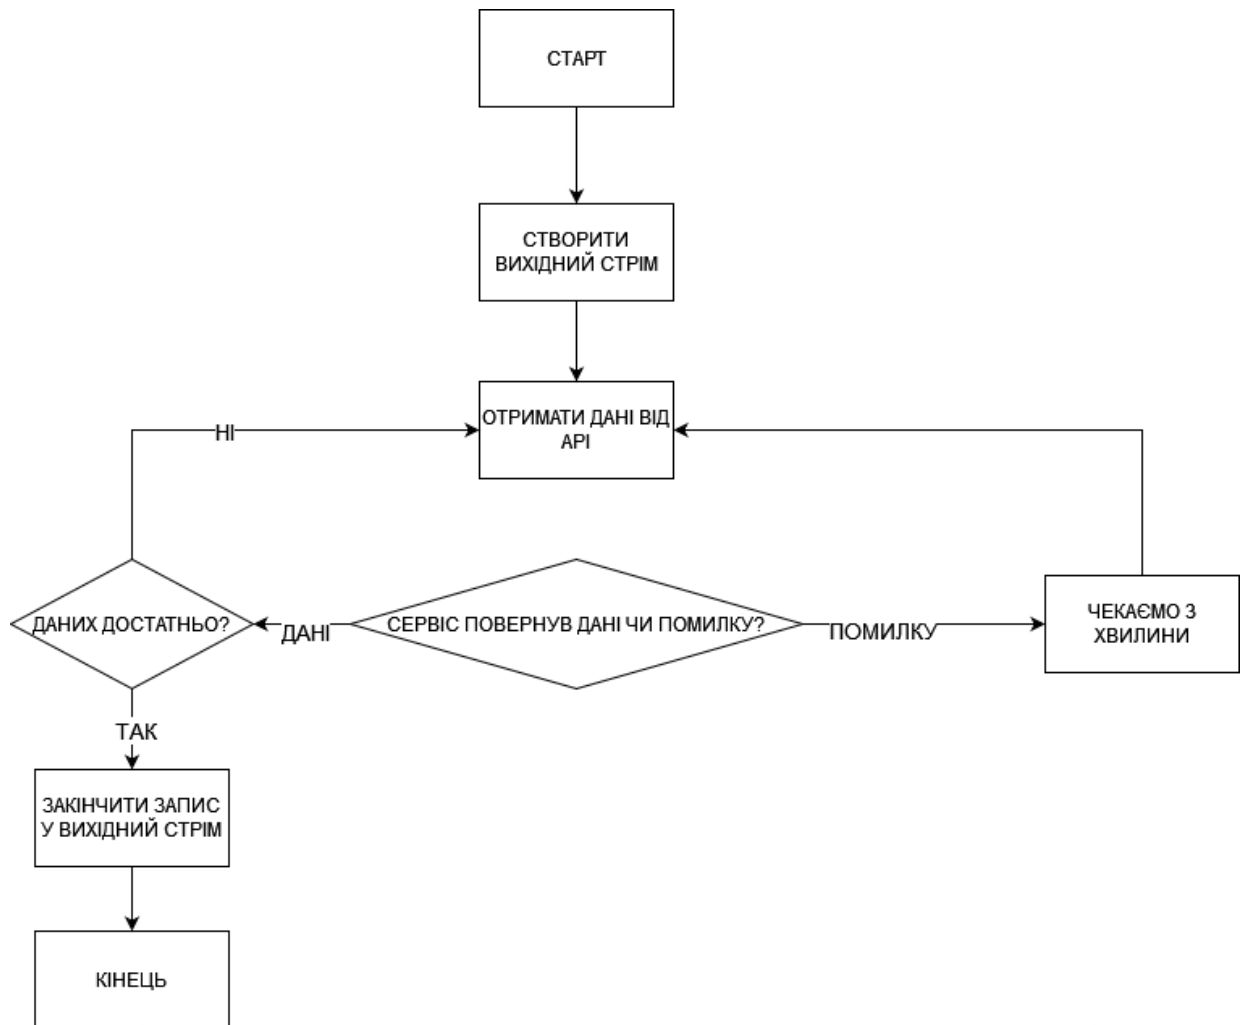 СТАРТ
СТВОРИТИ
ВИХІДНИЙ СТРІМ
ОТРИМАТИ ДАНІ ВІД
АРІ
НІ
ДАНИХ ДОСТАТНЬО?
ДАНІ
СЕРВІС ПОВЕРНУВ ДАНІ ЧИ ПОМИЛКУ?
ПОМИЛКУ
ЧЕКАЄМО 3
ХВИЛИНИ
ТАК
ЗАКІНЧИТИ ЗАПИС
У ВИХІДНИЙ СТРІМ
КІНЕЦЬ